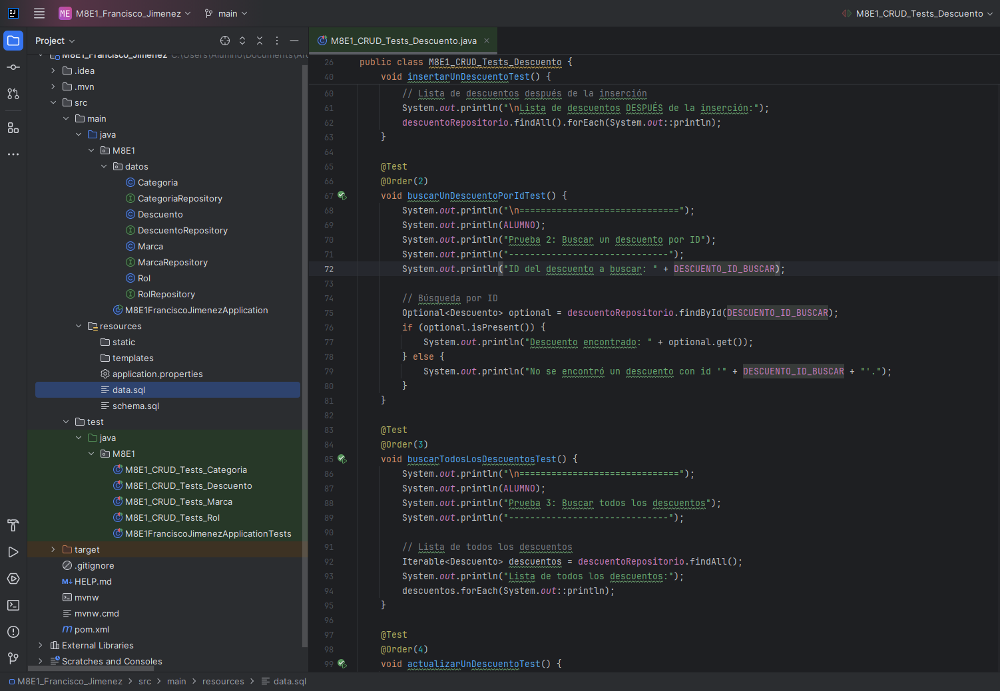 ME M8E1_Francisco_Jimenez main M8E1_CRUD_Tests_Descuento
Project
M8E1_Francisco_Jimenez C:\Users\Alumno\Documents\
.idea
.mvn
src
main
java
M8E1
datos
Categoria
CategoriaRepository
Descuento
DescuentoRepository
Marca
MarcaRepository
Rol
RolRepository
M8E1FranciscoJimenezApplication
resources
static
templates
application.properties
data.sql
schema.sql
test
java
M8E1
M8E1_CRUD_Tests_Categoria
M8E1_CRUD_Tests_Descuento
M8E1_CRUD_Tests_Marca
M8E1_CRUD_Tests_Rol
M8E1FranciscoJimenezApplicationTests
target
.gitignore
HELP.md
mvnw
mvnw.cmd
pom.xml
External Libraries
Scratches and Consoles
M8E1_CRUD_Tests_Descuento.java
26 public class M8E1_CRUD_Tests_Descuento {
40     void insertarUnDescuentoTest() {
60         // Lista de descuentos después de la inserción
61         System.out.println("\nLista de descuentos DESPUÉS de la inserción:");
62         descuentoRepositorio.findAll().forEach(System.out::println);
63     }
64
65     @Test
66     @Order(2)
67     void buscarUnDescuentoPorIdTest() {
68         System.out.println("\n==============================");
69         System.out.println(ALUMNO);
70         System.out.println("Prueba 2: Buscar un descuento por ID");
71         System.out.println("------------------------------");
72         System.out.println("ID del descuento a buscar: " + DESCUENTO_ID_BUSCAR);
73
74         // Búsqueda por ID
75         Optional<Descuento> optional = descuentoRepositorio.findById(DESCUENTO_ID_BUSCAR);
76         if (optional.isPresent()) {
77             System.out.println("Descuento encontrado: " + optional.get());
78         } else {
79             System.out.println("No se encontró un descuento con id '" + DESCUENTO_ID_BUSCAR + "'.");
80         }
81     }
82
83     @Test
84     @Order(3)
85     void buscarTodosLosDescuentosTest() {
86         System.out.println("\n==============================");
87         System.out.println(ALUMNO);
88         System.out.println("Prueba 3: Buscar todos los descuentos");
89         System.out.println("------------------------------");
90
91         // Lista de todos los descuentos
92         Iterable<Descuento> descuentos = descuentoRepositorio.findAll();
93         System.out.println("Lista de todos los descuentos:");
94         descuentos.forEach(System.out::println);
95     }
96
97     @Test
98     @Order(4)
99     void actualizarUnDescuentoTest() {
M8E1_Francisco_Jimenez > src > main > resources > data.sql